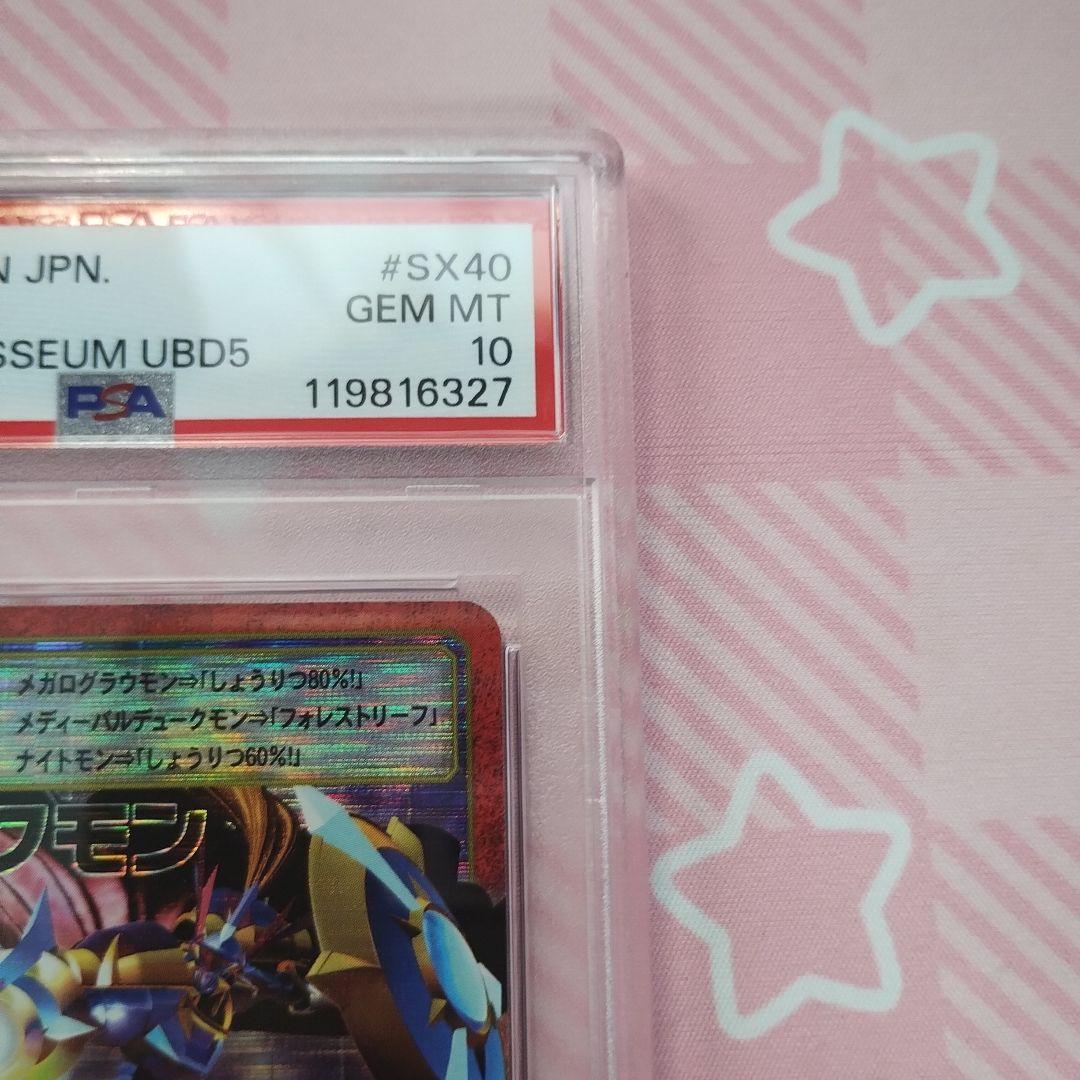 N JPN. #SX40
GEM MT
SSEUM UBD5 10
PSA 119816327
メガログラウモン⇒「しょうりつ80%!」
メディーバルデュークモン⇒「フォレストリーフ」
ナイトモン⇒「しょうりつ60%!」
フモン